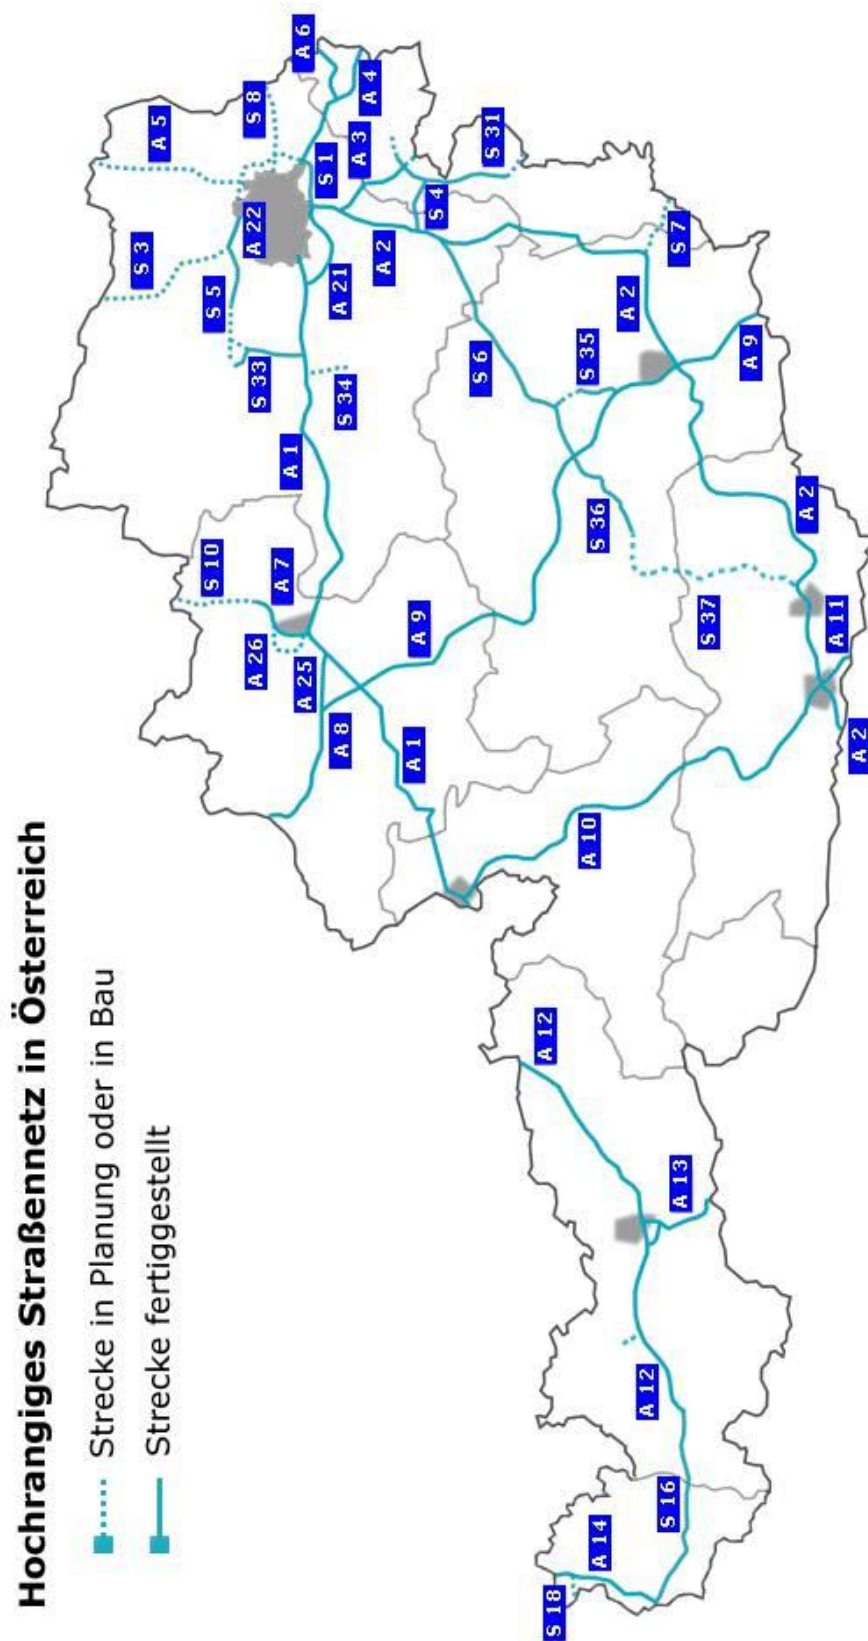 Hochrangiges Straßennetz in Österreich
Strecke in Planung oder in Bau
Strecke fertiggestellt
S 3
A 5
S 8
A 22
S 5
S 33
S 10
A 7
A 26
A 25
A 8
A 1
A 1
S 34
A 21
S 1
A 6
A 4
A 3
A 2
S 4
S 31
A 9
S 6
S 35
A 2
S 7
A 9
S 36
S 37
A 2
A 11
A 2
A 10
A 12
A 13
A 12
S 16
A 14
S 18